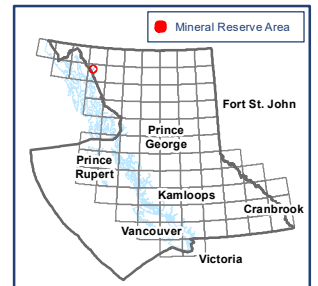 Mineral Reserve Area
Fort St. John
Prince
George
Prince
Rupert
Kamloops
Cranbrook
Vancouver
Victoria